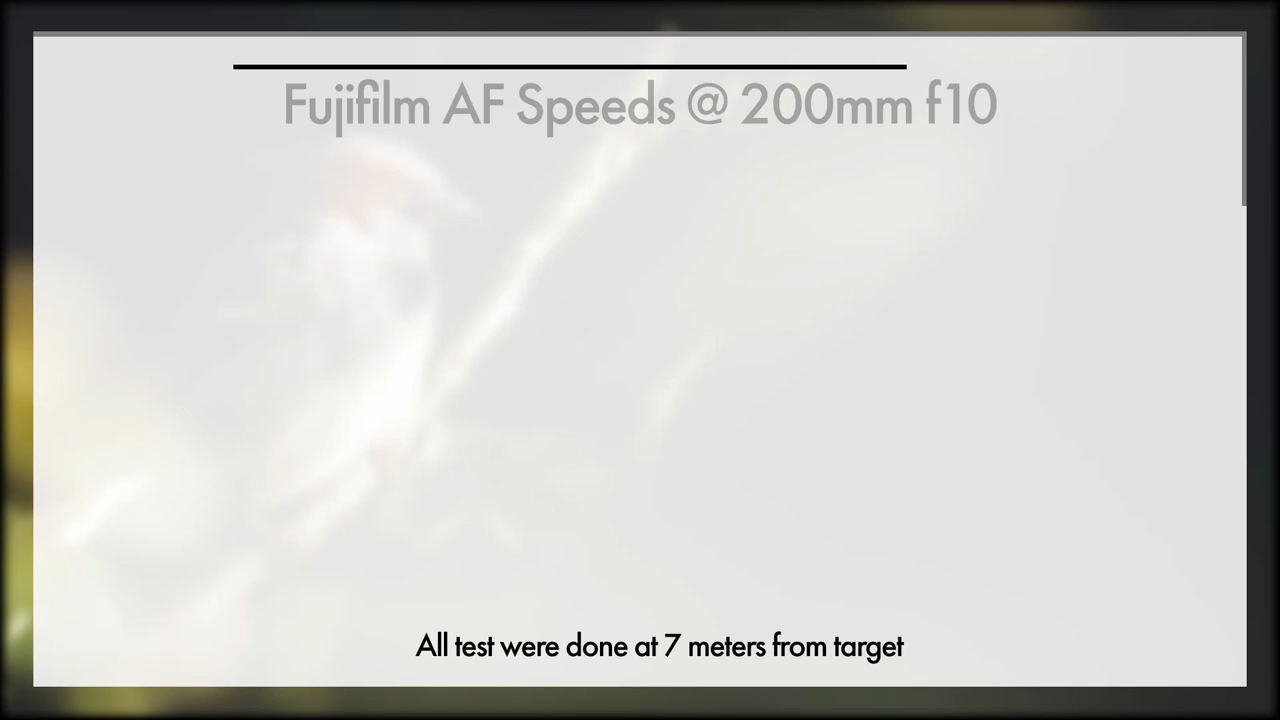 Fujifilm AF Speeds @ 200mm f10
All test were done at 7 meters from target